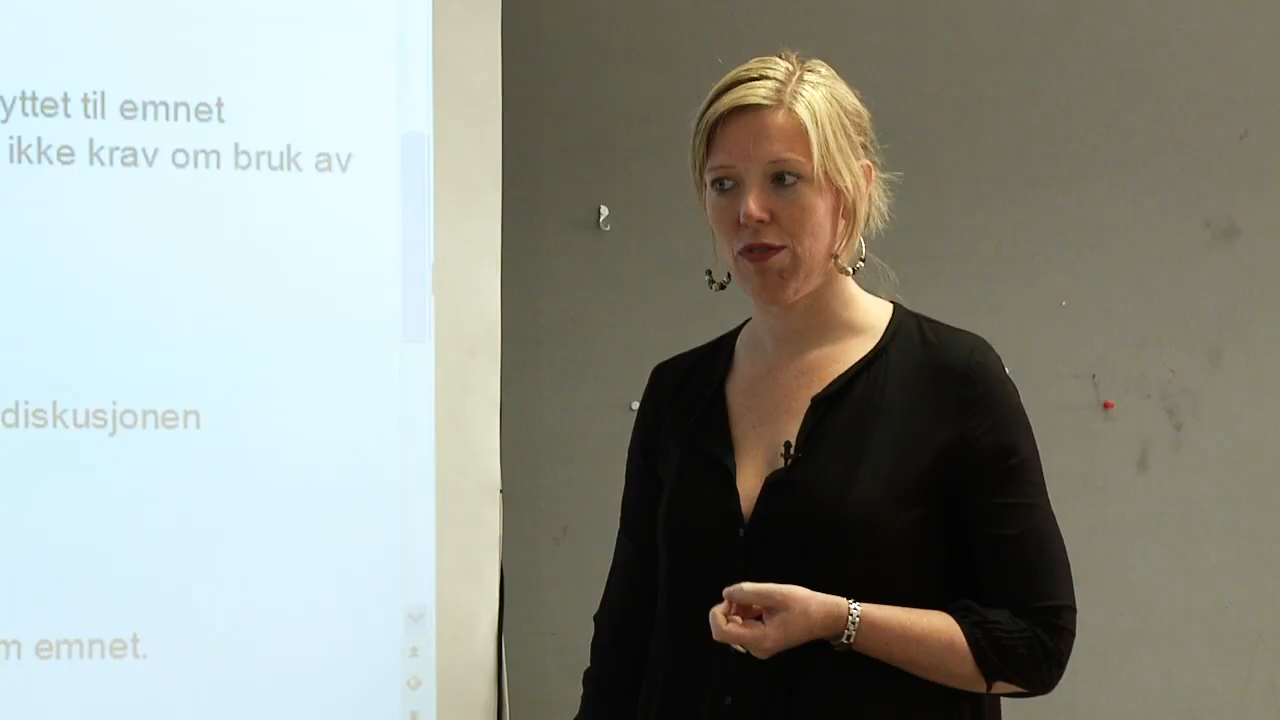 yttet til emnet
ikke krav om bruk av
diskusjonen
m emnet.